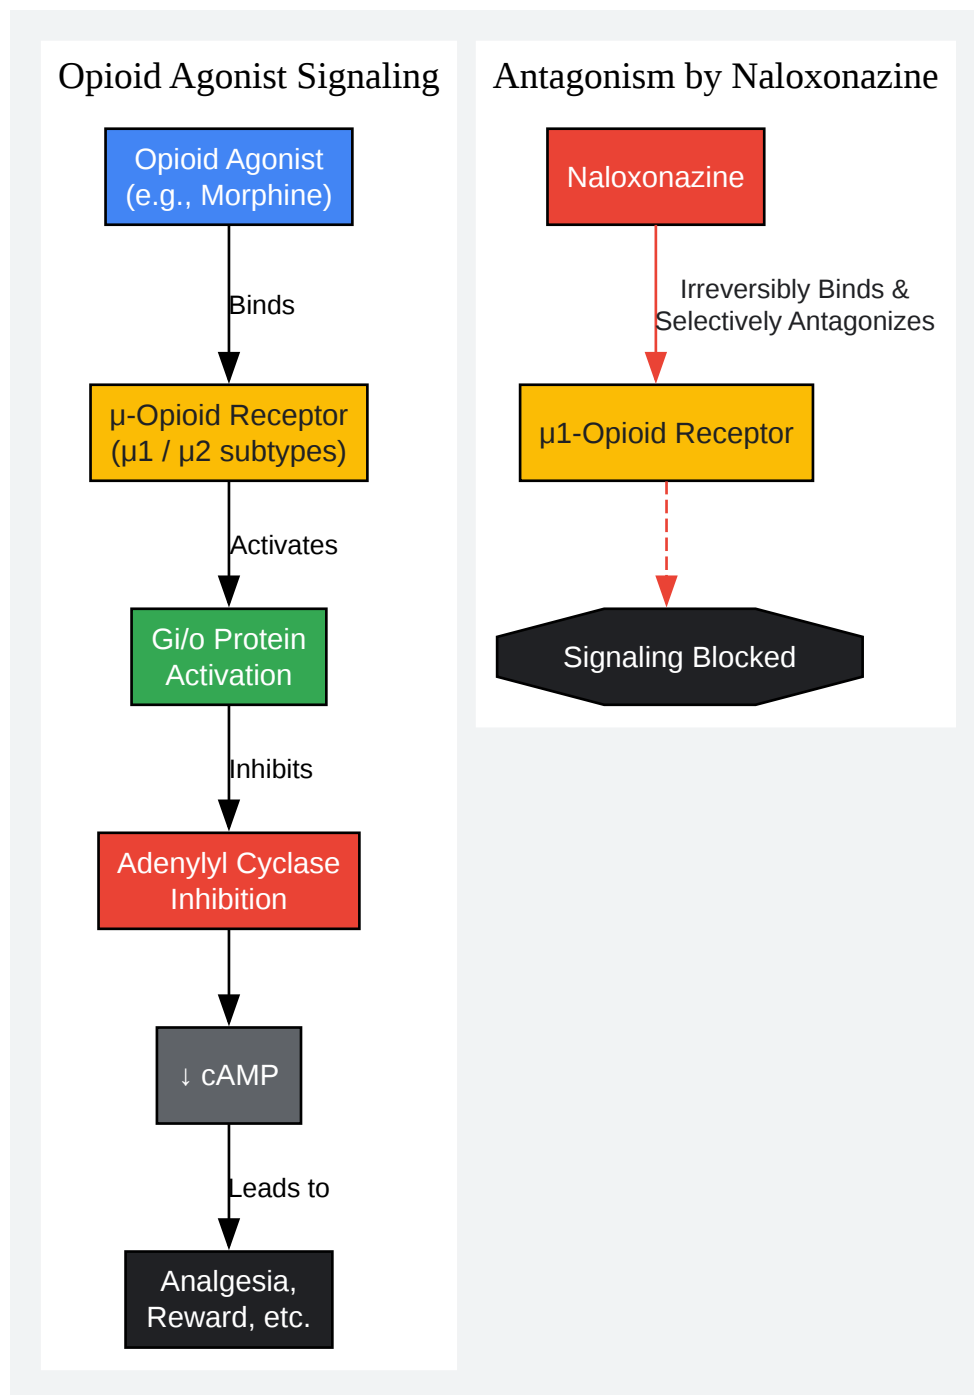 Opioid Agonist Signaling
Opioid Agonist
(e.g., Morphine)
Binds
μ-Opioid Receptor
(μ1 / μ2 subtypes)
Activates
Gi/o Protein
Activation
Inhibits
Adenylyl Cyclase
Inhibition
↓ cAMP
Leads to
Analgesia,
Reward, etc.
Antagonism by Naloxonazine
Naloxonazine
Irreversibly Binds &
Selectively Antagonizes
μ1-Opioid Receptor
Signaling Blocked